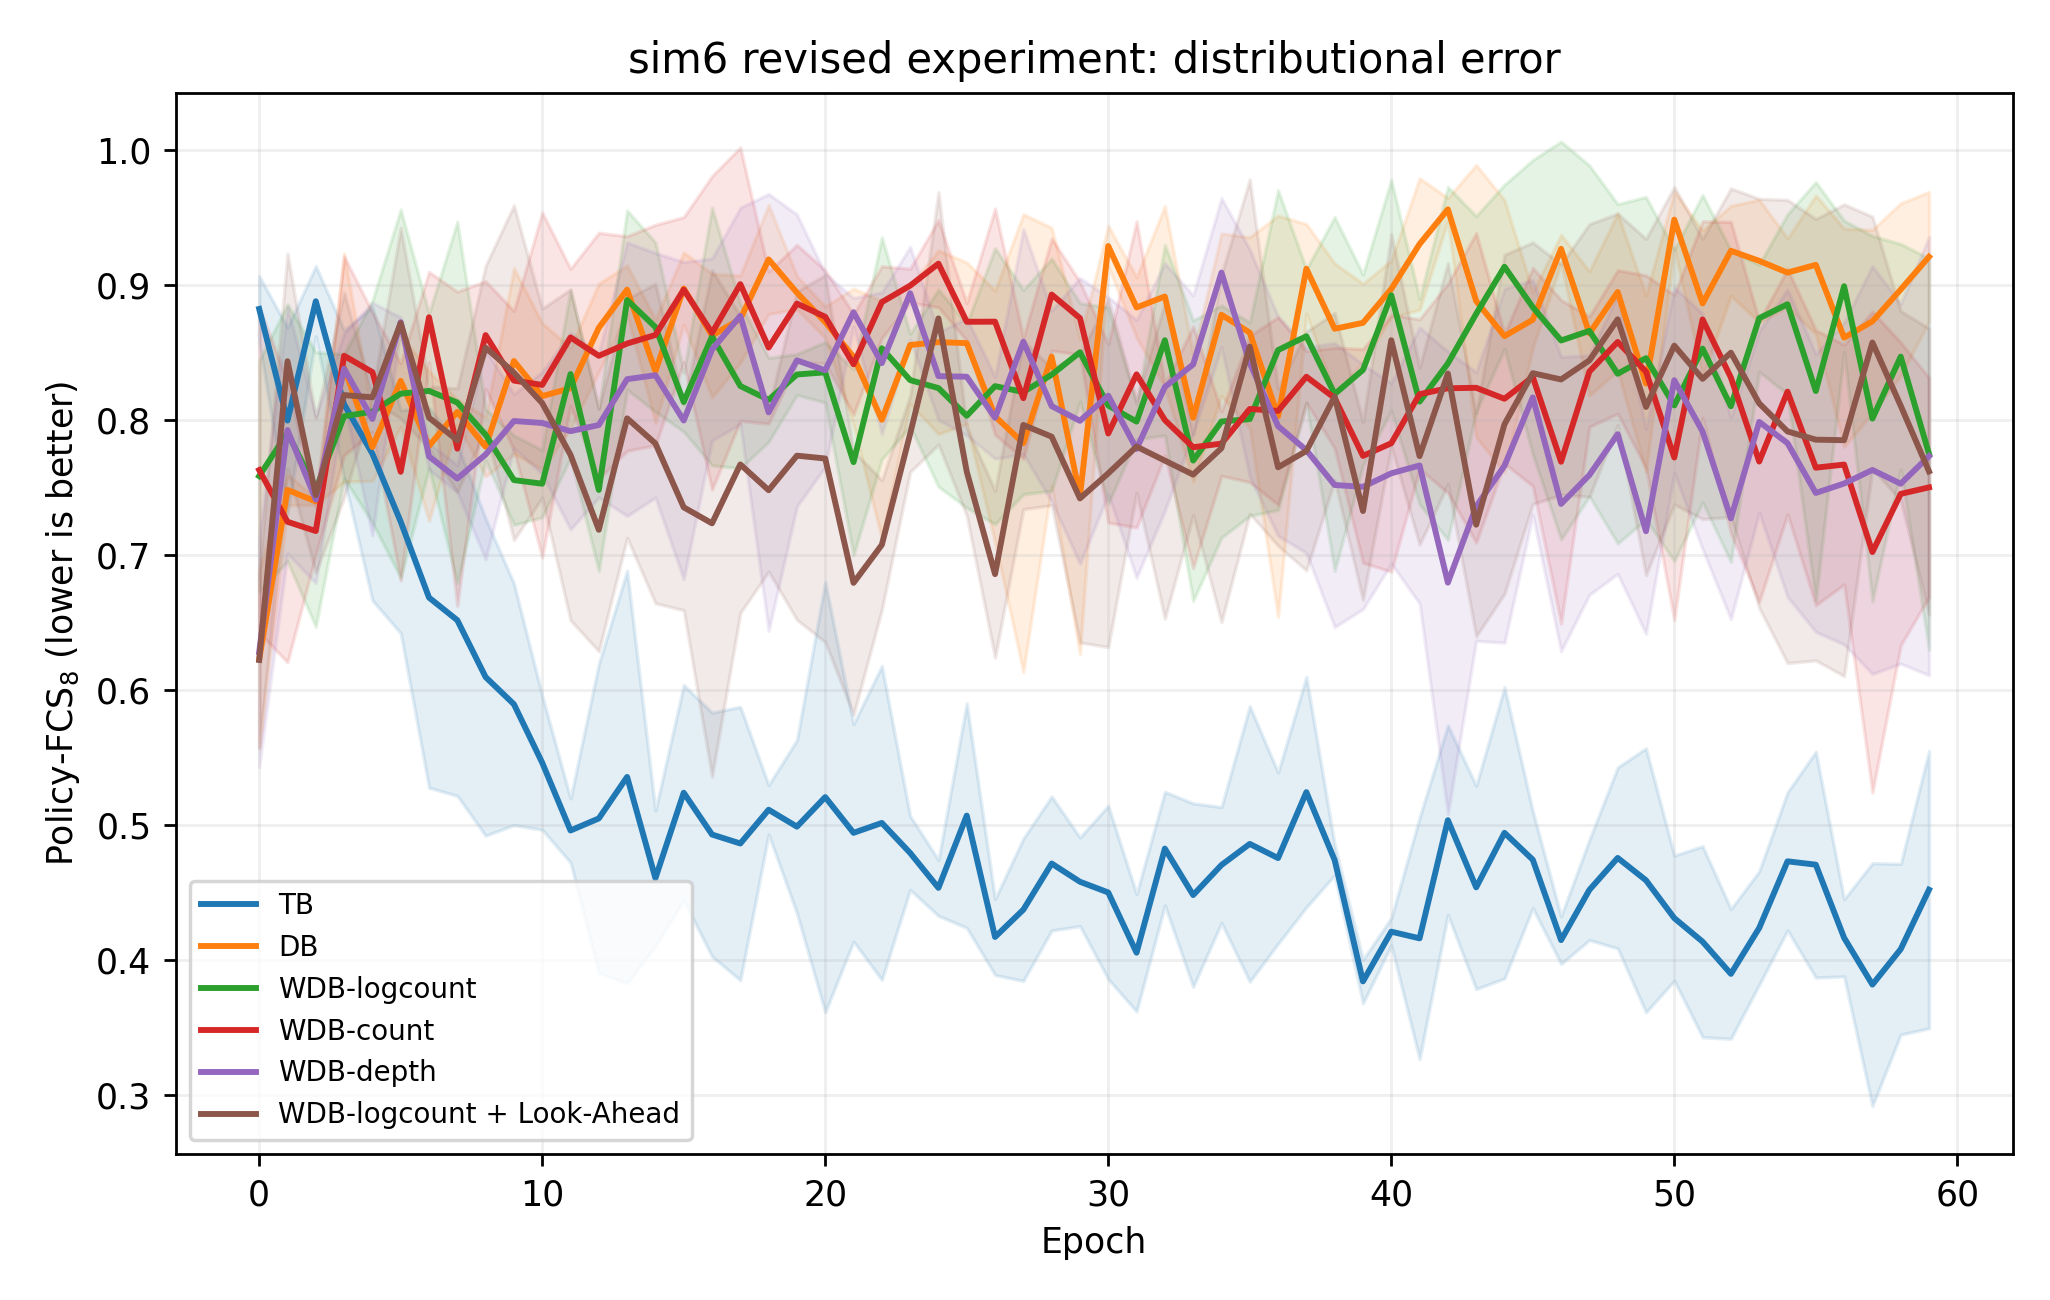 sim6 revised experiment: distributional error
Policy-FCS₈ (lower is better)
1.0
0.9
0.8
0.7
0.6
0.5
0.4
0.3
TB
DB
WDB-logcount
WDB-count
WDB-depth
WDB-logcount + Look-Ahead
0 10 20 30 40 50 60
Epoch